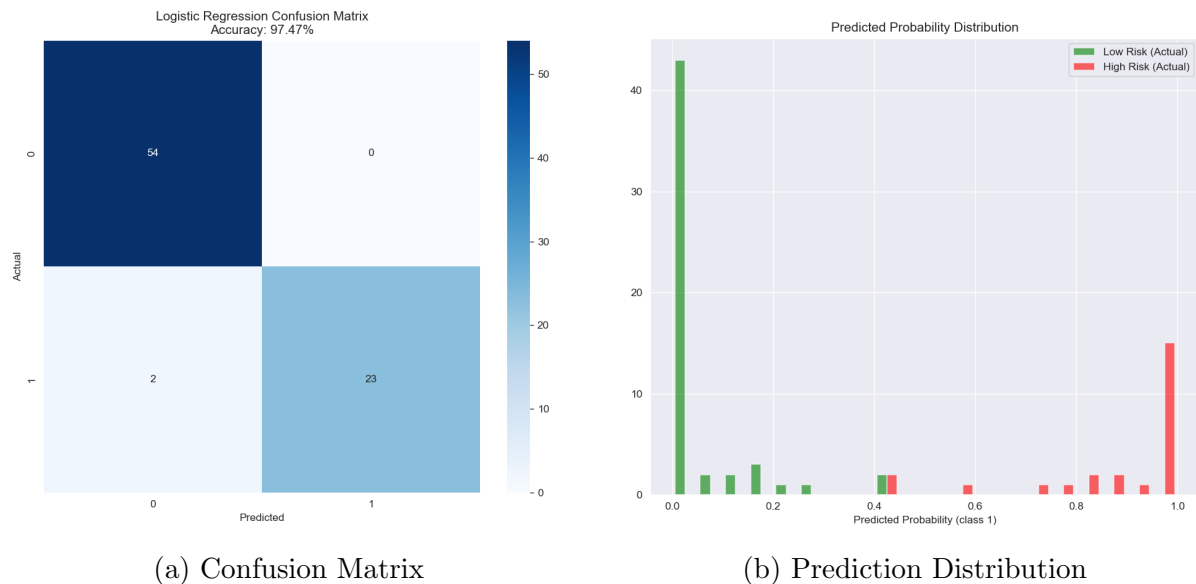 Logistic Regression Confusion Matrix
Accuracy: 97.47%
0
1
Actual
54
0
2
23
0
1
Predicted
50
40
30
20
10
0
Predicted Probability Distribution
Low Risk (Actual)
High Risk (Actual)
40
30
20
10
0
0.0 0.2 0.4 0.6 0.8 1.0
Predicted Probability (class 1)
(a) Confusion Matrix
(b) Prediction Distribution